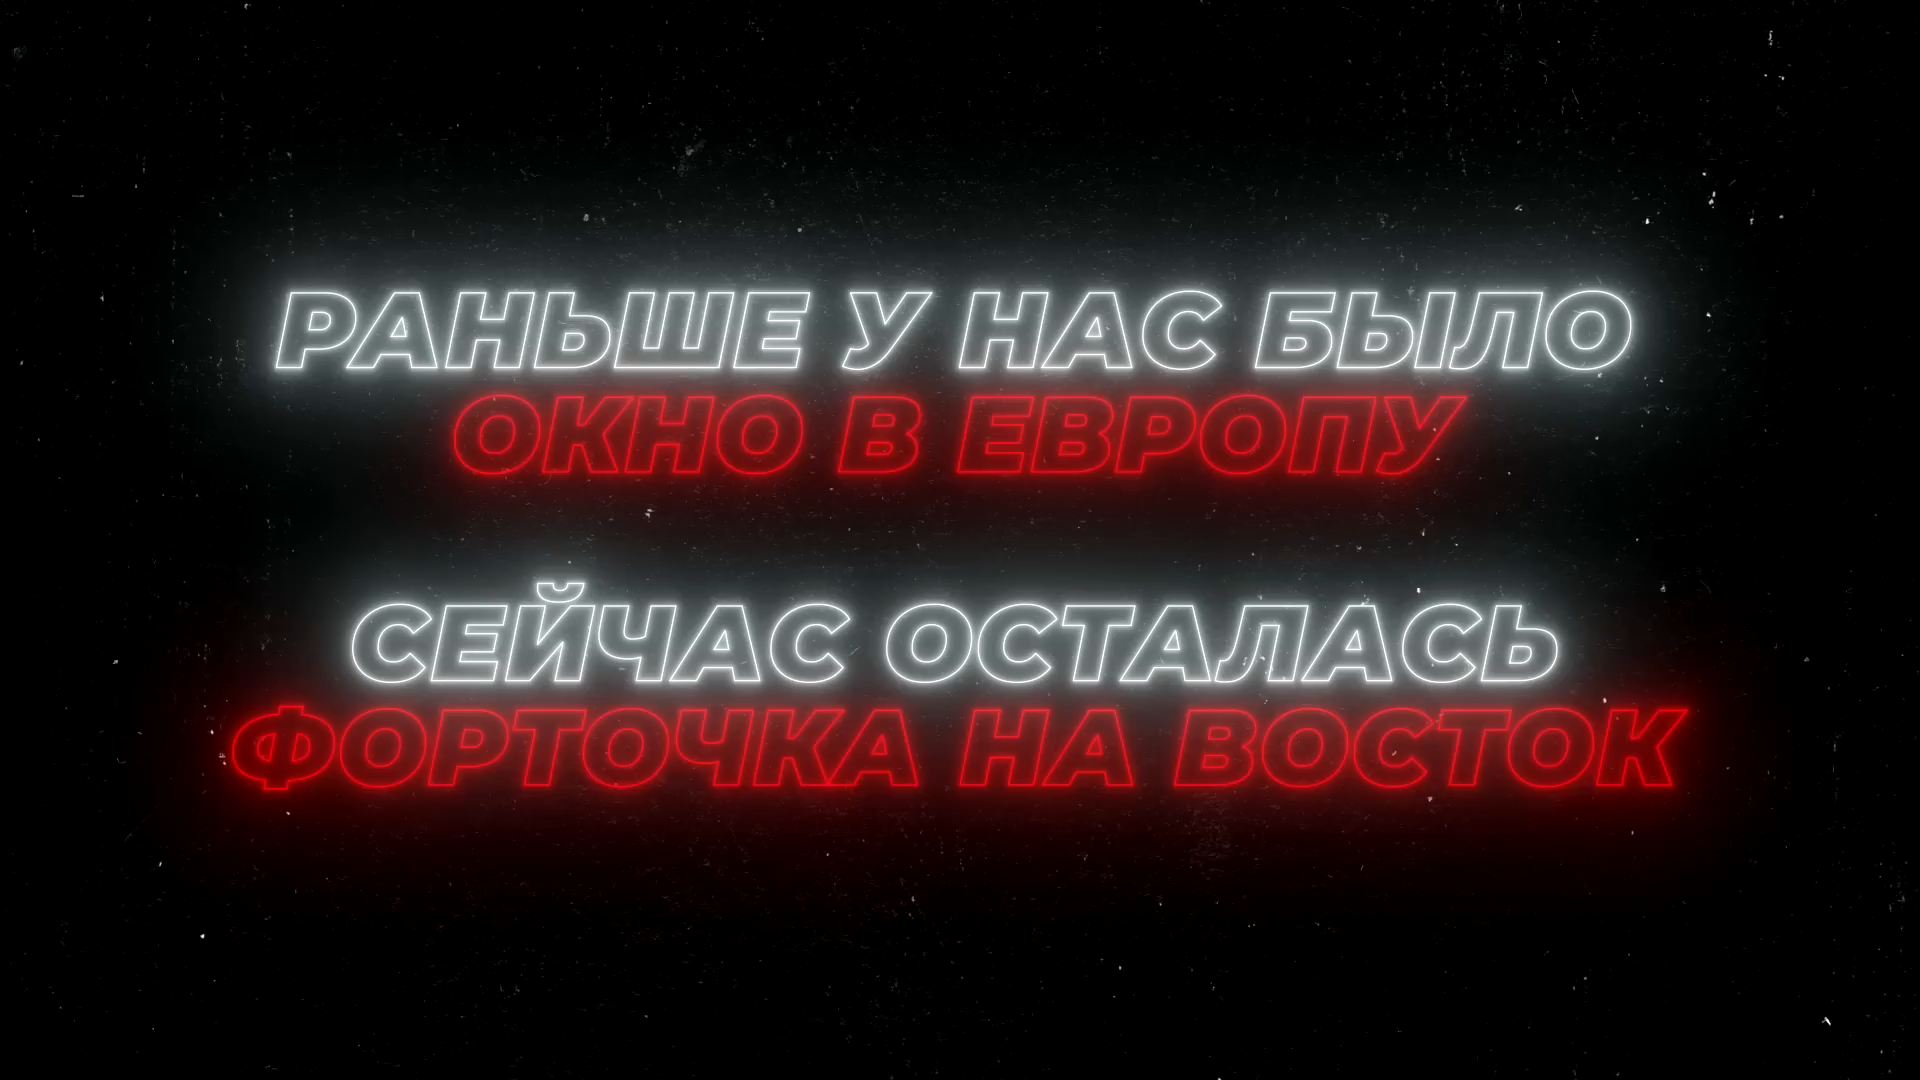 РАНЬШЕ У НАС БЫЛО
ОКНО В ЕВРОПУ
СЕЙЧАС ОСТАЛАСЬ
ФОРТОЧКА НА ВОСТОК